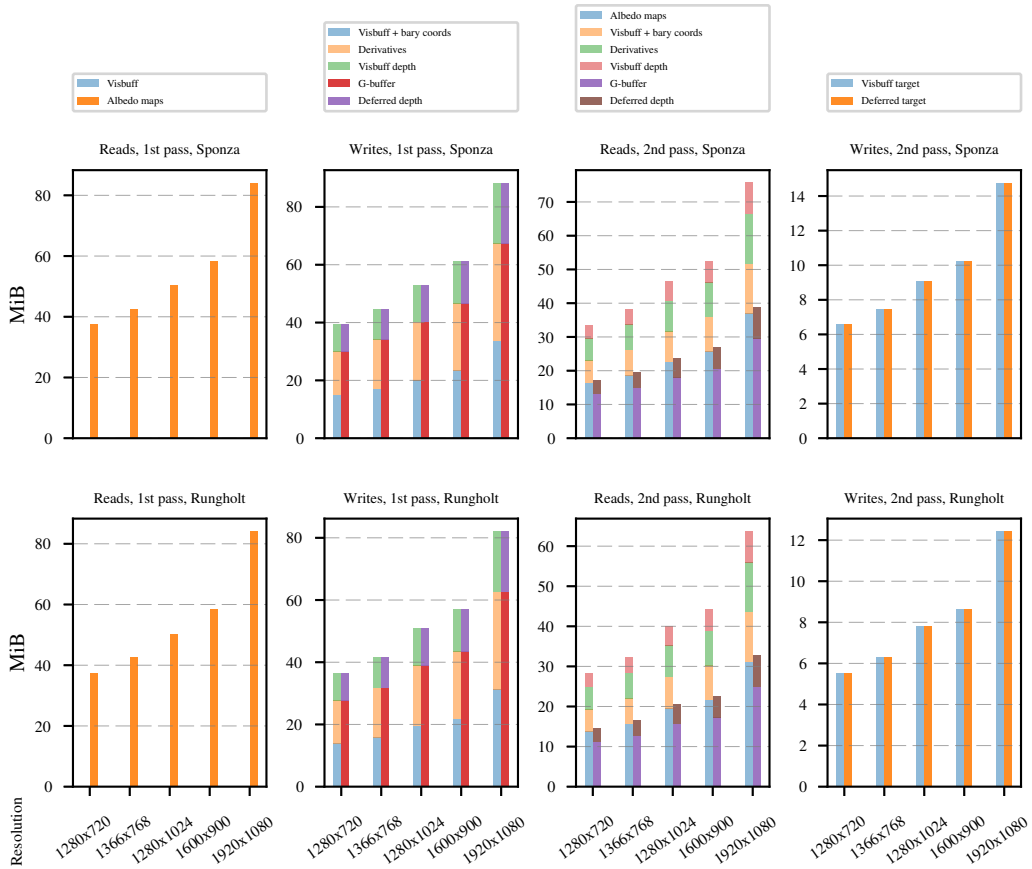 Visbuff
Albedo maps
Visbuff + bary coords
Derivatives
Visbuff depth
G-buffer
Deferred depth
Albedo maps
Visbuff + bary coords
Derivatives
Visbuff depth
G-buffer
Deferred depth
Visbuff target
Deferred target
Reads, 1st pass, Sponza
80
60
40
20
0
MiB
Writes, 1st pass, Sponza
80
60
40
20
0
Reads, 2nd pass, Sponza
70
60
50
40
30
20
10
0
Writes, 2nd pass, Sponza
14
12
10
8
6
4
2
0
Reads, 1st pass, Rungholt
80
60
40
20
0
MiB
Writes, 1st pass, Rungholt
80
60
40
20
0
Reads, 2nd pass, Rungholt
60
50
40
30
20
10
0
Writes, 2nd pass, Rungholt
12
10
8
6
4
2
0
Resolution
1280x720
1366x768
1280x1024
1600x900
1920x1080
1280x720
1366x768
1280x1024
1600x900
1920x1080
1280x720
1366x768
1280x1024
1600x900
1920x1080
1280x720
1366x768
1280x1024
1600x900
1920x1080